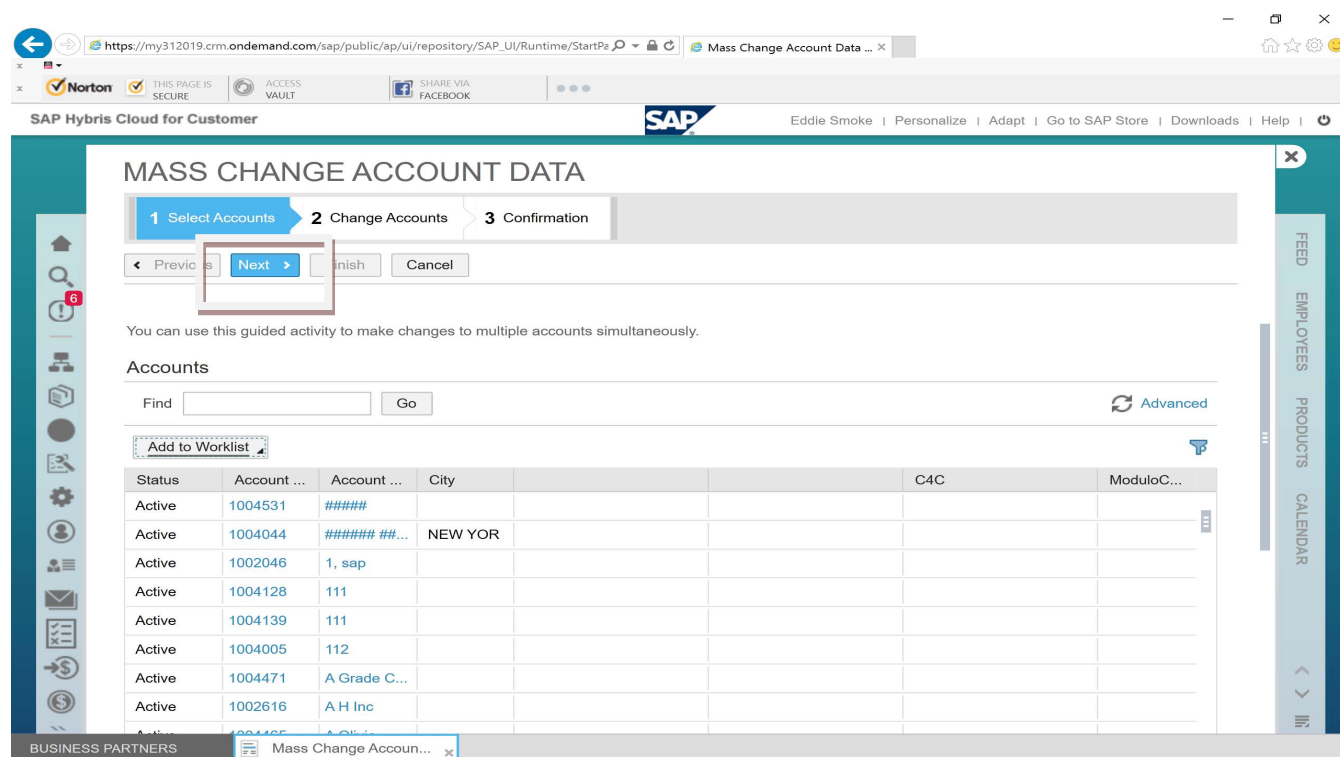 https://my312019.crm.ondemand.com/sap/public/ap/ui/repository/SAP_UI/Runtime/StartPa Mass Change Account Data ...
Norton THIS PAGE IS SECURE ACCESS VAULT SHARE VIA FACEBOOK
SAP Hybris Cloud for Customer SAP Eddie Smoke | Personalize | Adapt | Go to SAP Store | Downloads | Help |
MASS CHANGE ACCOUNT DATA
1 Select Accounts 2 Change Accounts 3 Confirmation
Previous Next Finish Cancel
6
You can use this guided activity to make changes to multiple accounts simultaneously.
Accounts
Find Go Advanced
Add to Worklist
Status Account ... Account ... City C4C ModuloC...
Active 1004531 #####
Active 1004044 ###### ##... NEW YOR
Active 1002046 1, sap
Active 1004128 111
Active 1004139 111
Active 1004005 112
Active 1004471 A Grade C...
Active 1002616 A H Inc
FEED
EMPLOYEES
PRODUCTS
CALENDAR
BUSINESS PARTNERS Mass Change Accoun...